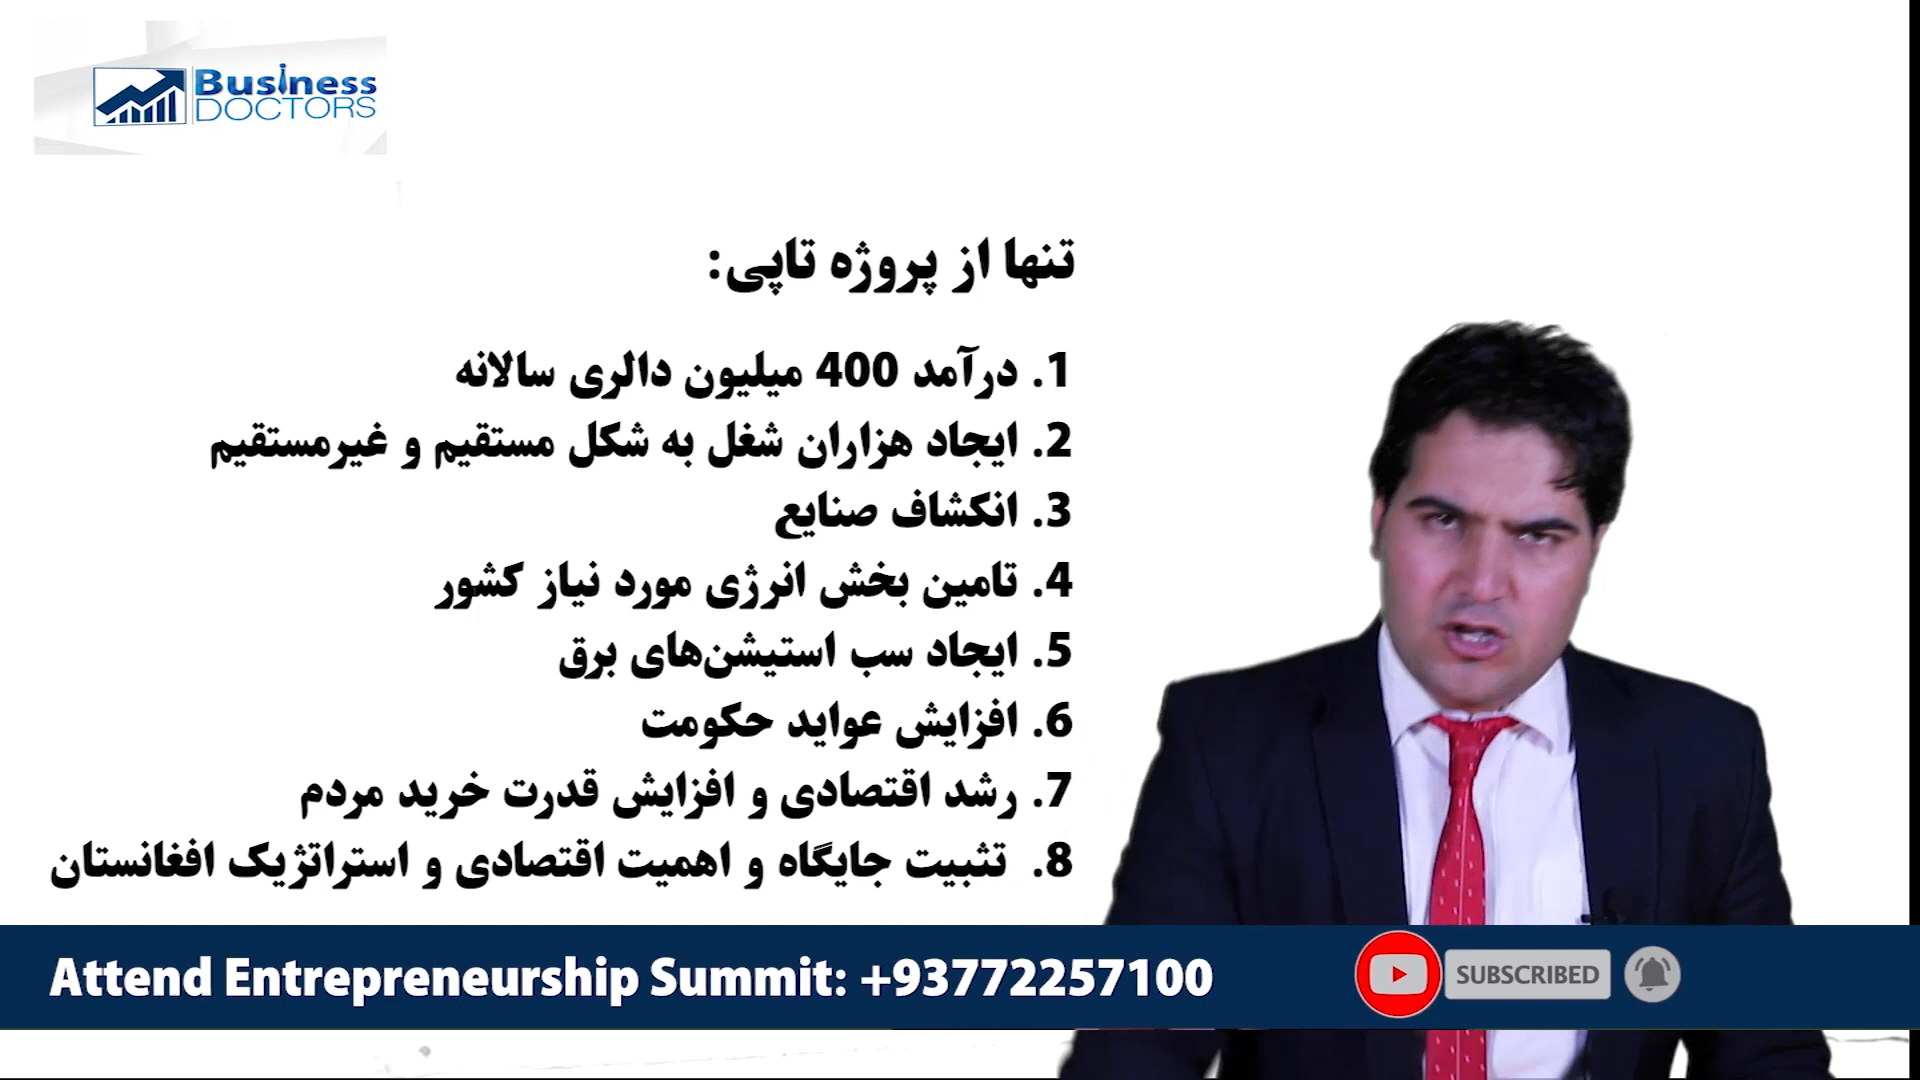 Business
DOCTORS
تنها از پروژه تاپی:
1. درآمد 400 میلیون دالری سالانه
2. ایجاد هزاران شغل به شکل مستقیم و غیرمستقیم
3. انکشاف صنایع
4. تامین بخش انرژی مورد نیاز کشور
5. ایجاد سب استیشن‌های برق
6. افزایش عواید حکومت
7. رشد اقتصادی و افزایش قدرت خرید مردم
8. تثبیت جایگاه و اهمیت اقتصادی و استراتژیک افغانستان
Attend Entrepreneurship Summit: +93772257100
SUBSCRIBED